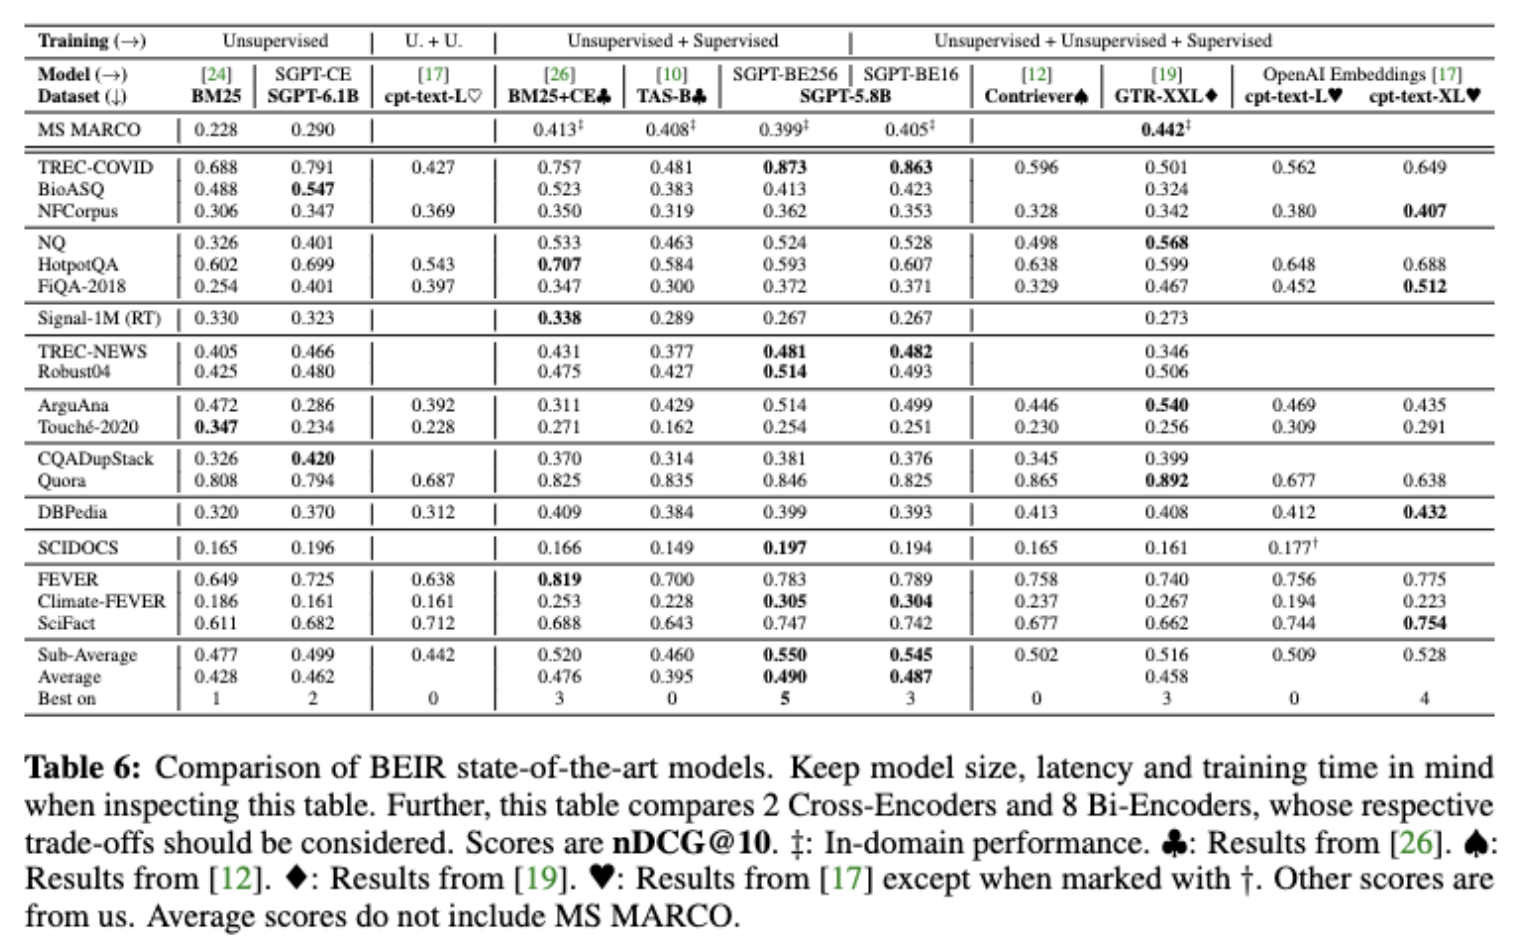 Training (→) Unsupervised U. + U. Unsupervised + Supervised Unsupervised + Unsupervised + Supervised
Model (→) [24] SGPT-CE [17] [26] [10] SGPT-BE256 SGPT-BE16 [12] [19] OpenAI Embeddings [17]
Dataset (↓) BM25 SGPT-6.1B cpt-text-L♡ BM25+CE♣ TAS-B♣ SGPT-5.8B Contriever♠ GTR-XXL♦ cpt-text-L♥ cpt-text-XL♥
MS MARCO 0.228 0.290 0.413‡ 0.408‡ 0.399‡ 0.405‡ 0.442‡
TREC-COVID 0.688 0.791 0.427 0.757 0.481 0.873 0.863 0.596 0.501 0.562 0.649
BioASQ 0.488 0.547 0.523 0.383 0.413 0.423 0.324
NFCorpus 0.306 0.347 0.369 0.350 0.319 0.362 0.353 0.328 0.342 0.380 0.407
NQ 0.326 0.401 0.533 0.463 0.524 0.528 0.498 0.568
HotpotQA 0.602 0.699 0.543 0.707 0.584 0.593 0.607 0.638 0.599 0.648 0.688
FiQA-2018 0.254 0.401 0.397 0.347 0.300 0.372 0.371 0.329 0.467 0.452 0.512
Signal-1M (RT) 0.330 0.323 0.338 0.289 0.267 0.267 0.273
TREC-NEWS 0.405 0.466 0.431 0.377 0.481 0.482 0.346
Robust04 0.425 0.480 0.475 0.427 0.514 0.493 0.506
ArguAna 0.472 0.286 0.392 0.311 0.429 0.514 0.499 0.446 0.540 0.469 0.435
Touché-2020 0.347 0.234 0.228 0.271 0.162 0.254 0.251 0.230 0.256 0.309 0.291
CQADupStack 0.326 0.420 0.370 0.314 0.381 0.376 0.345 0.399
Quora 0.808 0.794 0.687 0.825 0.835 0.846 0.825 0.865 0.892 0.677 0.638
DBPedia 0.320 0.370 0.312 0.409 0.384 0.399 0.393 0.413 0.408 0.412 0.432
SCIDOCS 0.165 0.196 0.166 0.149 0.197 0.194 0.165 0.161 0.177†
FEVER 0.649 0.725 0.638 0.819 0.700 0.783 0.789 0.758 0.740 0.756 0.775
Climate-FEVER 0.186 0.161 0.161 0.253 0.228 0.305 0.304 0.237 0.267 0.194 0.223
SciFact 0.611 0.682 0.712 0.688 0.643 0.747 0.742 0.677 0.662 0.744 0.754
Sub-Average 0.477 0.499 0.442 0.520 0.460 0.550 0.545 0.502 0.516 0.509 0.528
Average 0.428 0.462 0.476 0.395 0.490 0.487 0.458
Best on 1 2 0 3 0 5 3 0 3 0 4
Table 6: Comparison of BEIR state-of-the-art models. Keep model size, latency and training time in mind
when inspecting this table. Further, this table compares 2 Cross-Encoders and 8 Bi-Encoders, whose respective
trade-offs should be considered. Scores are nDCG@10. ‡: In-domain performance. ♣: Results from [26]. ♠:
Results from [12]. ♦: Results from [19]. ♥: Results from [17] except when marked with †. Other scores are
from us. Average scores do not include MS MARCO.